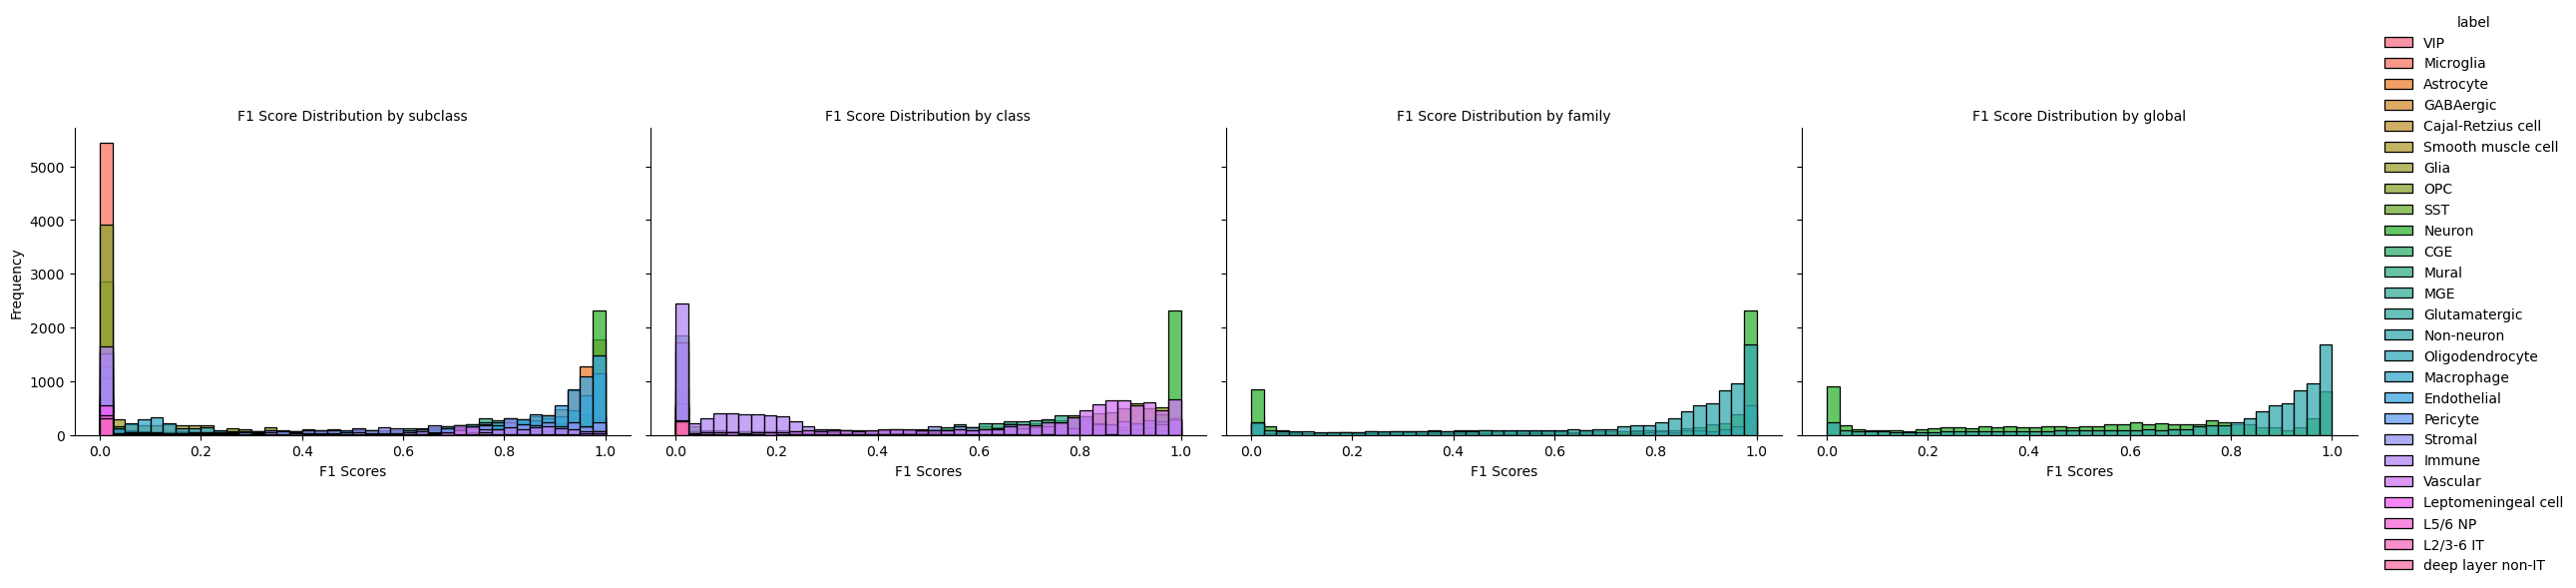 F1 Score Distribution by subclass
Frequency
5000
4000
3000
2000
1000
0
0.0 0.2 0.4 0.6 0.8 1.0
F1 Scores
F1 Score Distribution by class
0.0 0.2 0.4 0.6 0.8 1.0
F1 Scores
F1 Score Distribution by family
0.0 0.2 0.4 0.6 0.8 1.0
F1 Scores
F1 Score Distribution by global
0.0 0.2 0.4 0.6 0.8 1.0
F1 Scores
label
VIP
Microglia
Astrocyte
GABAergic
Cajal-Retzius cell
Smooth muscle cell
Glia
OPC
SST
Neuron
CGE
Mural
MGE
Glutamatergic
Non-neuron
Oligodendrocyte
Macrophage
Endothelial
Pericyte
Stromal
Immune
Vascular
Leptomeningeal cell
L5/6 NP
L2/3-6 IT
deep layer non-IT